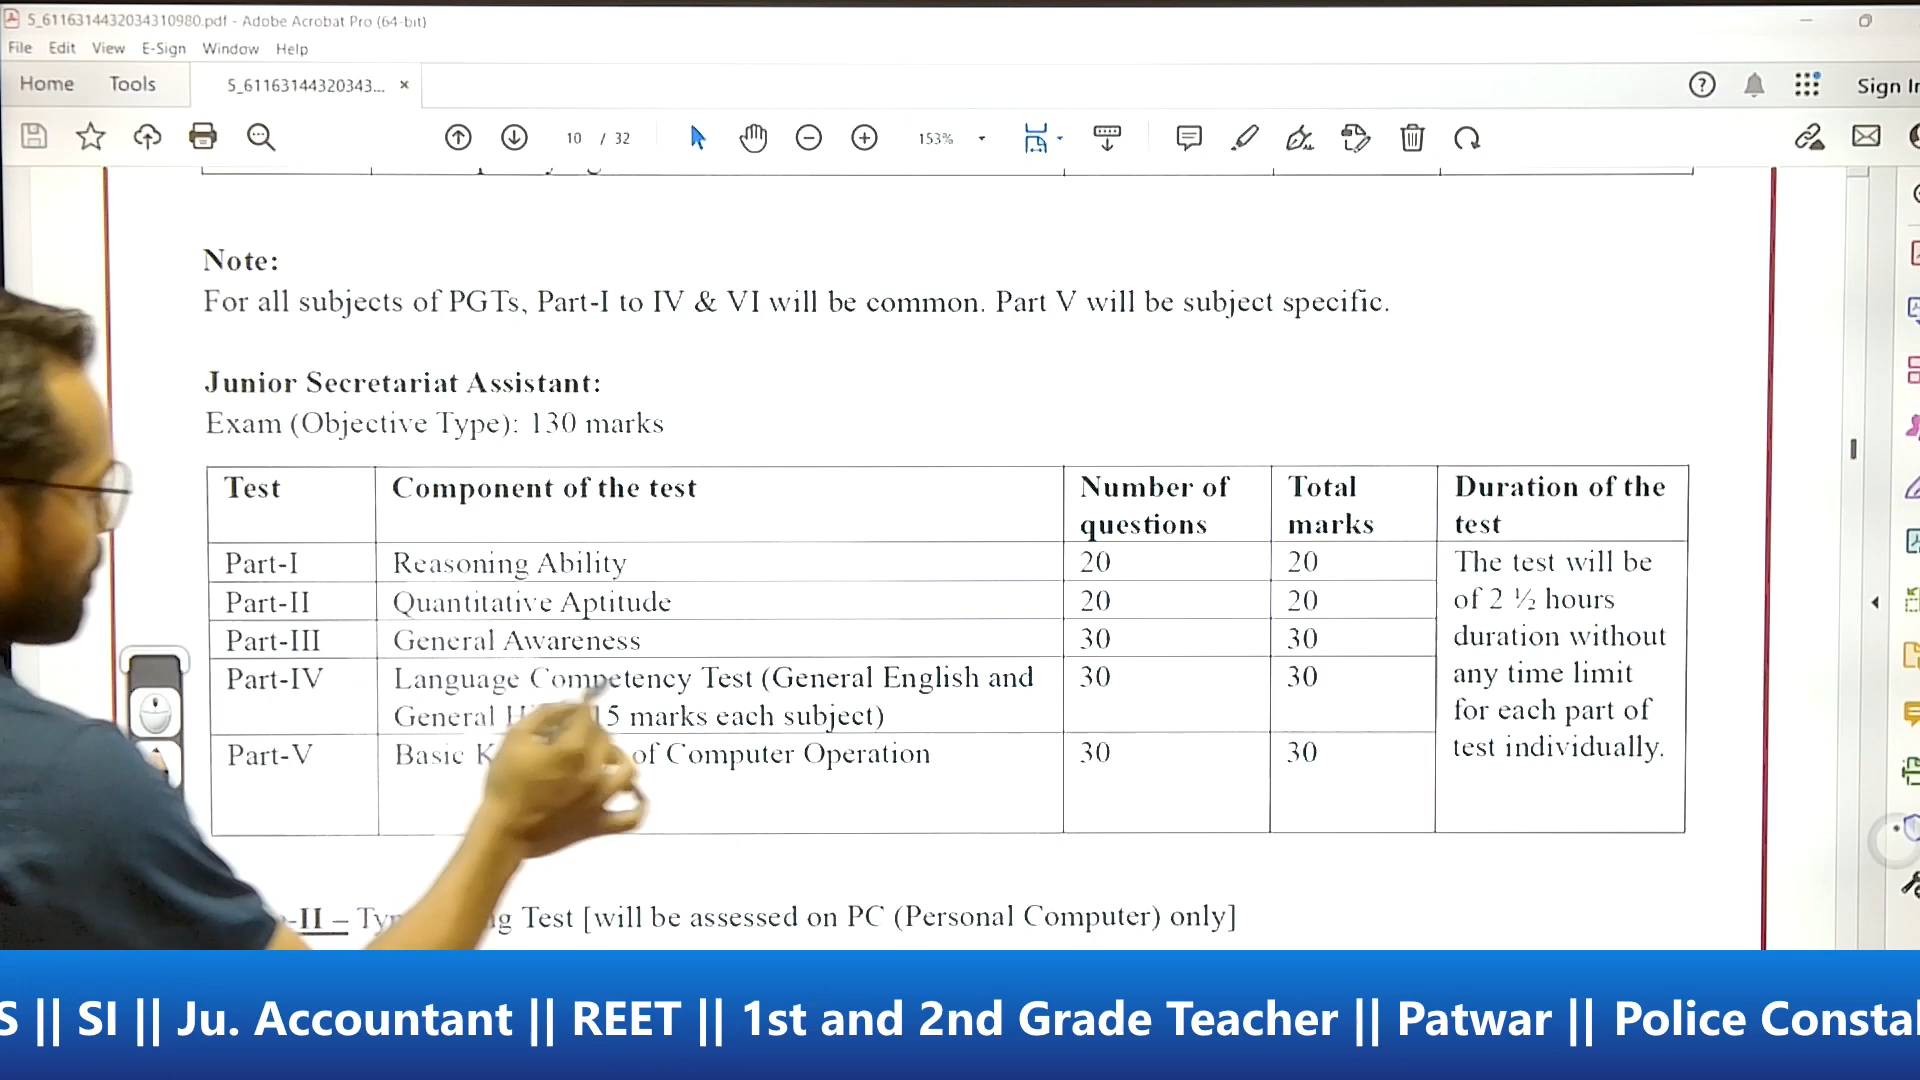 5_6116314432034310980.pdf - Adobe Acrobat Pro (64-bit)
File Edit View E-Sign Window Help
Home Tools 5_61163144320343... ×
Sign In
10 / 32 153%
Note:
For all subjects of PGTs, Part-I to IV & VI will be common. Part V will be subject specific.
Junior Secretariat Assistant:
Exam (Objective Type): 130 marks
Test Component of the test Number of questions Total marks Duration of the test
Part-I Reasoning Ability 20 20
Part-II Quantitative Aptitude 20 20
Part-III General Awareness 30 30
Part-IV Language Competency Test (General English and
General 15 marks each subject) 30 30
Part-V Basic of Computer Operation 30 30
The test will be
of 2 ½ hours
duration without
any time limit
for each part of
test individually.
-II – Test [will be assessed on PC (Personal Computer) only]
S || SI || Ju. Accountant || REET || 1st and 2nd Grade Teacher || Patwar || Police Consta